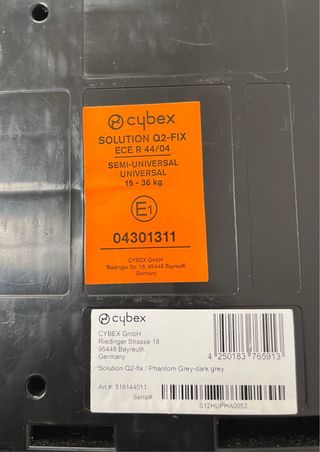 cybex
SOLUTION Q2-FIX
ECE R 44/04
SEMI-UNIVERSAL
UNIVERSAL
15 - 36 kg
E1
04301311
CYBEX GmbH
Riedinger Str. 18, 95448 Bayreuth
Germany
cybex
CYBEX GmbH
Riedinger Strasse 18
95448 Bayreuth
Germany
4 250183 765913
Solution Q2-fix / Phantom Grey-dark grey
Art #: 516144011
Serial#
S12HUPHA0052